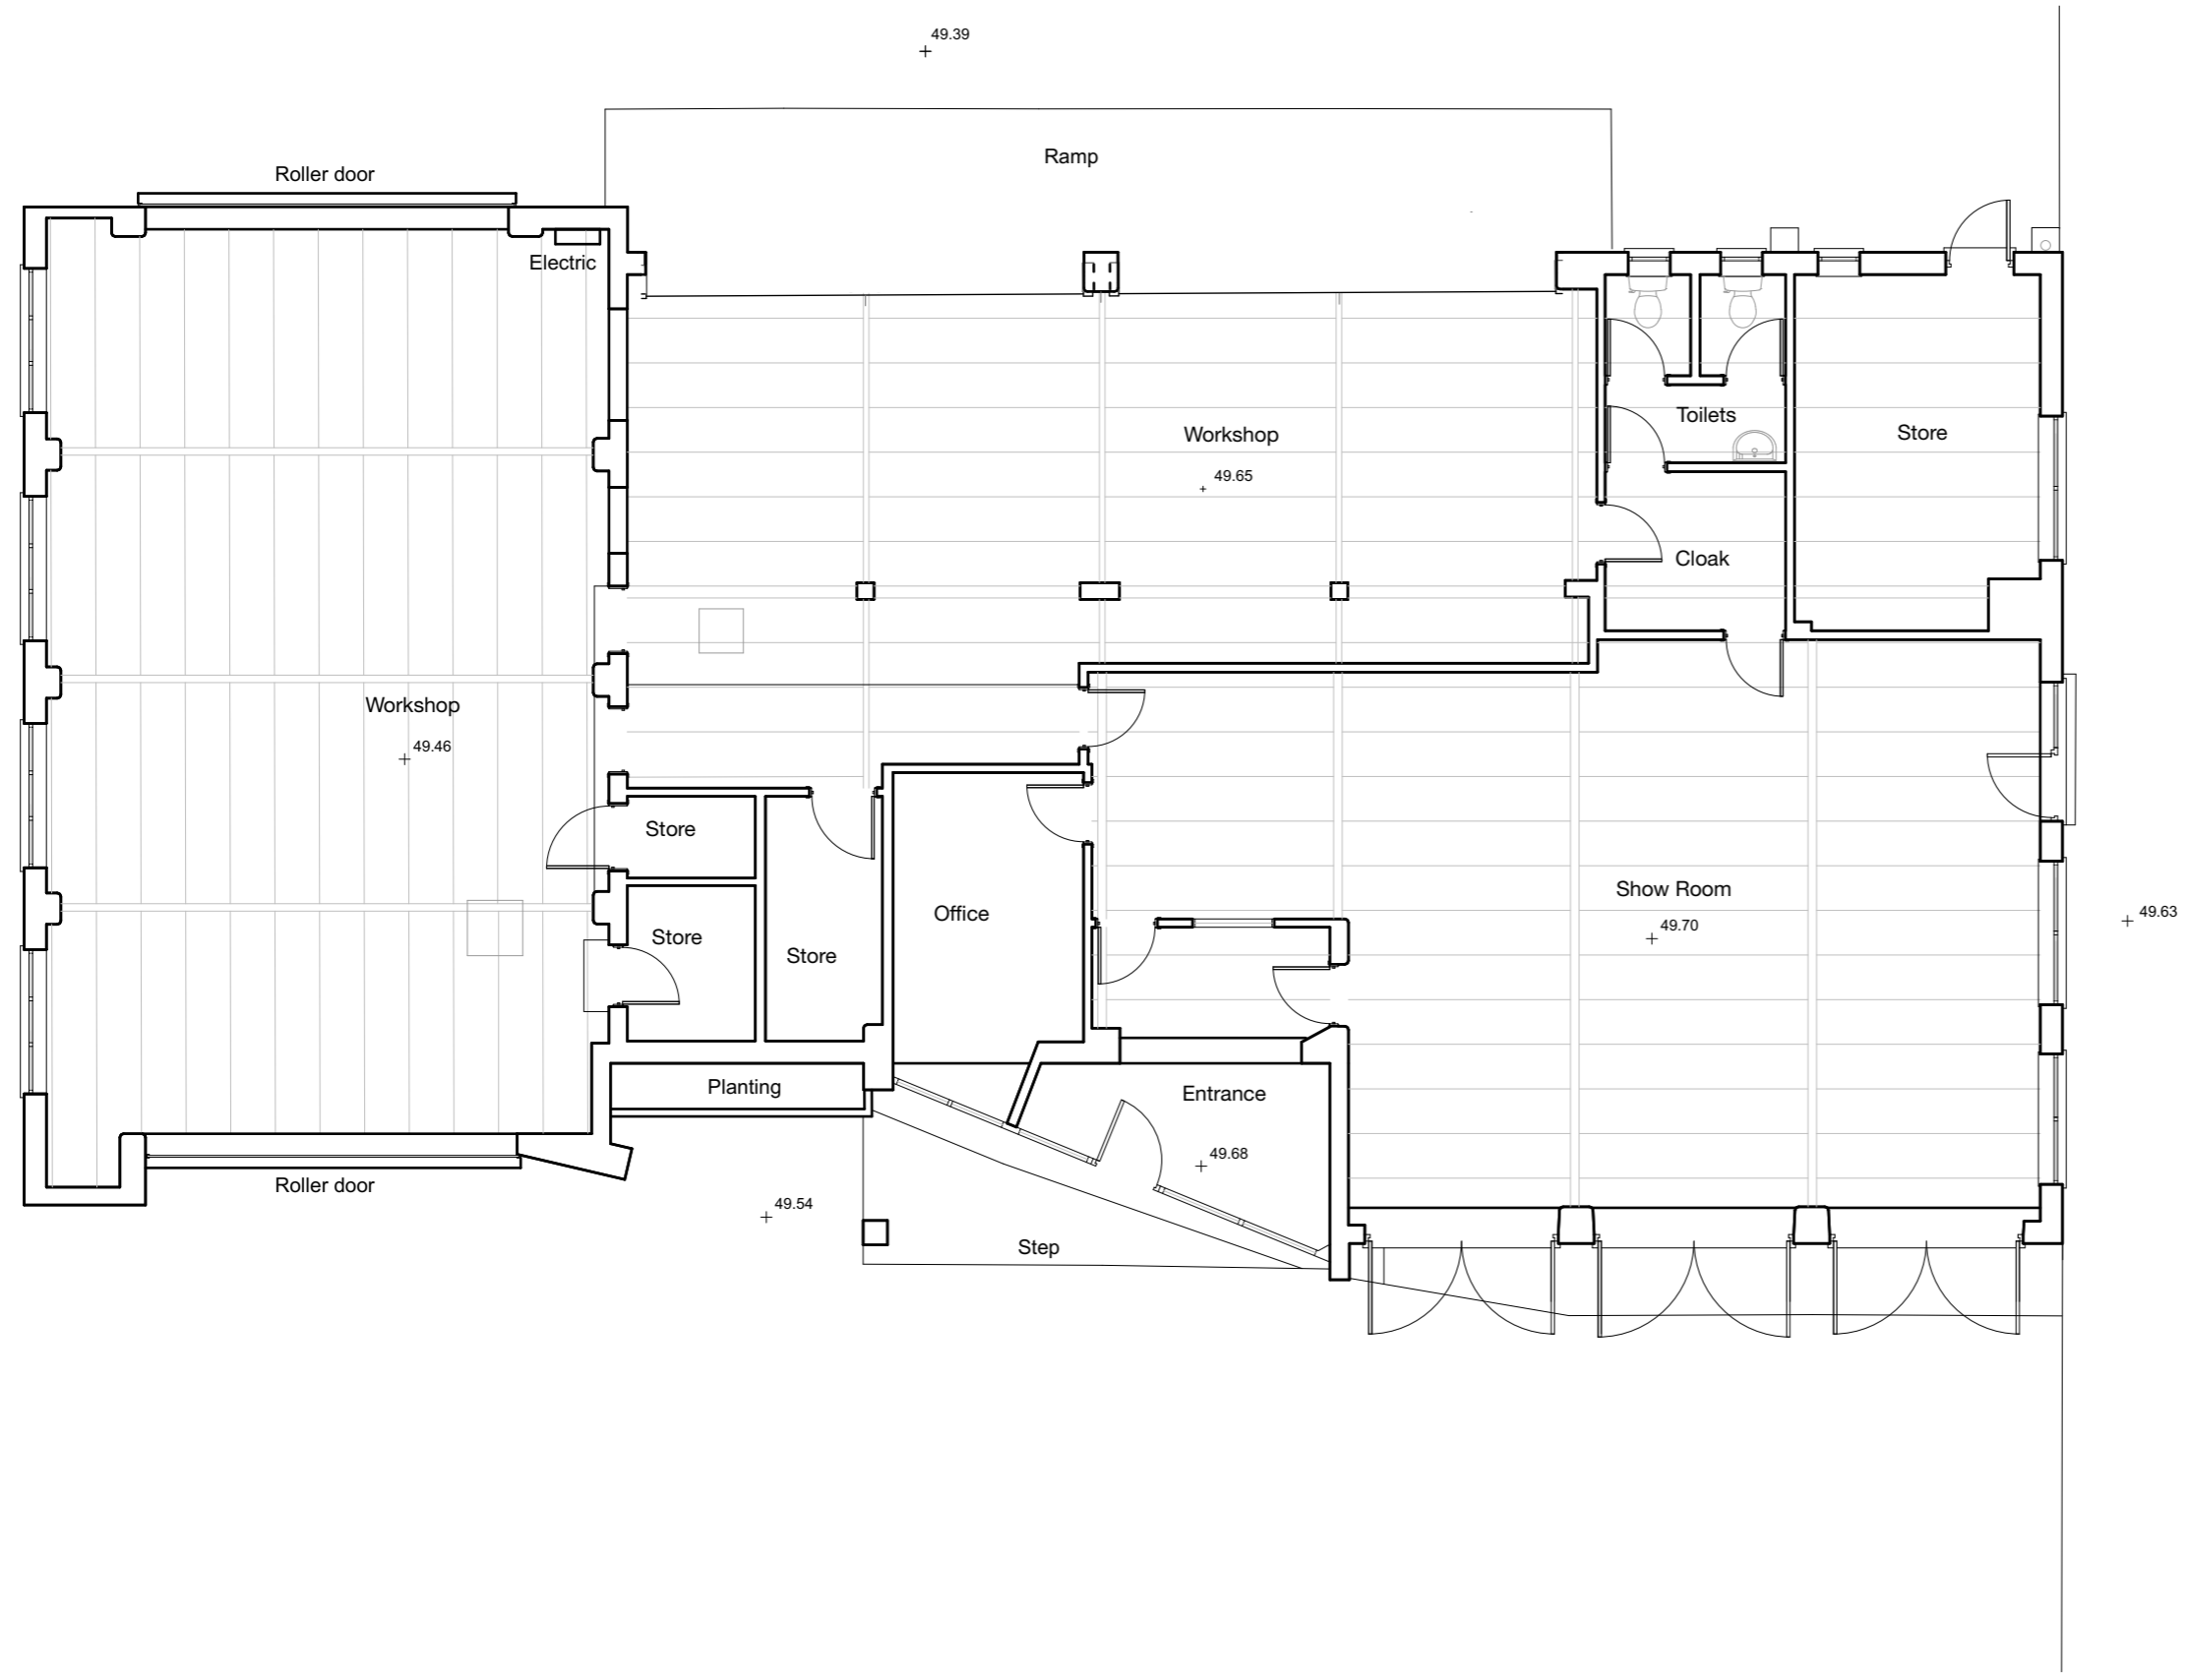 49.39
Ramp
Roller door
Electric
Workshop
49.65
Toilets
Store
Cloak
Workshop
49.46
Store
Store
Store
Office
Show Room
49.70
49.63
Planting
Entrance
49.68
Roller door
49.54
Step